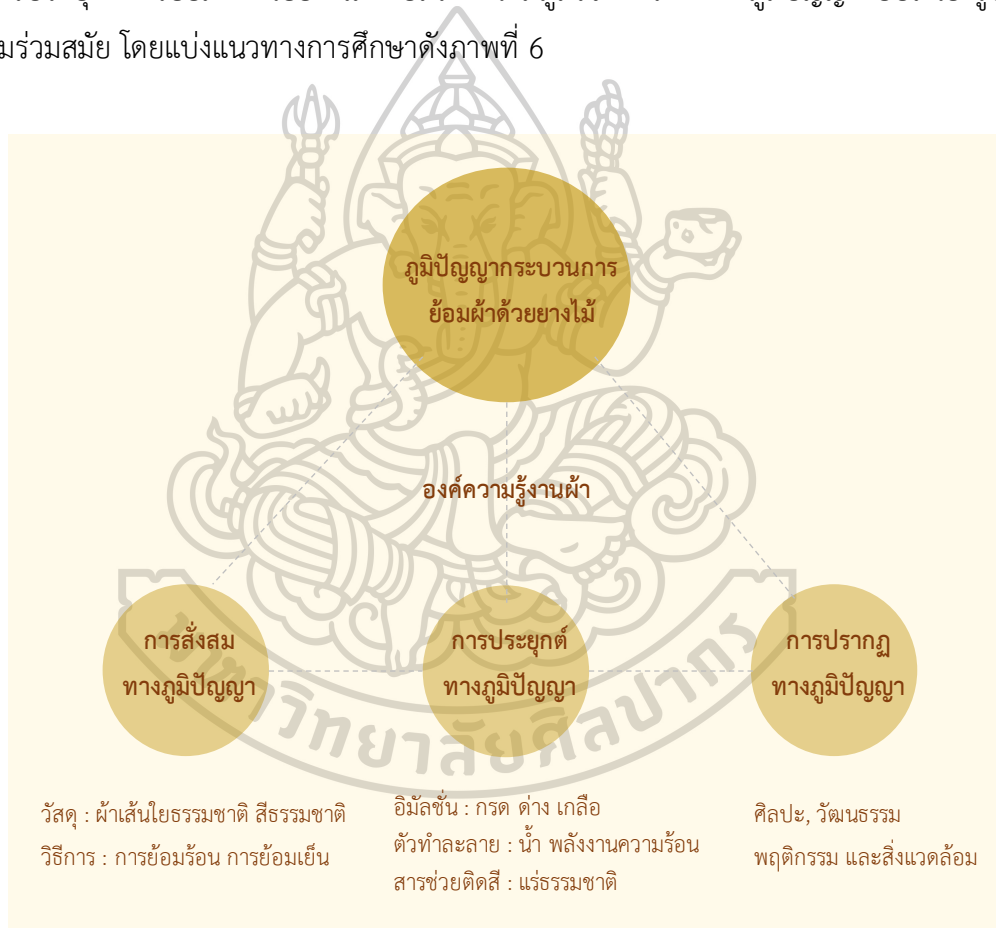 มร่วมสมัย โดยแบ่งแนวทางการศึกษาดังภาพที่ 6
ภูมิปัญญากระบวนการ
ย้อมผ้าด้วยยางไม้
องค์ความรู้งานผ้า
การสั่งสม
ทางภูมิปัญญา
การประยุกต์
ทางภูมิปัญญา
การปรากฏ
ทางภูมิปัญญา
วิทยาลัยศิลปากร
วัสดุ : ผ้าเส้นใยธรรมชาติ สีธรรมชาติ
วิธีการ : การย้อมร้อน การย้อมเย็น
อิมัลชั่น : กรด ด่าง เกลือ
ตัวทำละลาย : น้ำ พลังงานความร้อน
สารช่วยติดสี : แร่ธรรมชาติ
ศิลปะ, วัฒนธรรม
พฤติกรรม และสิ่งแวดล้อม